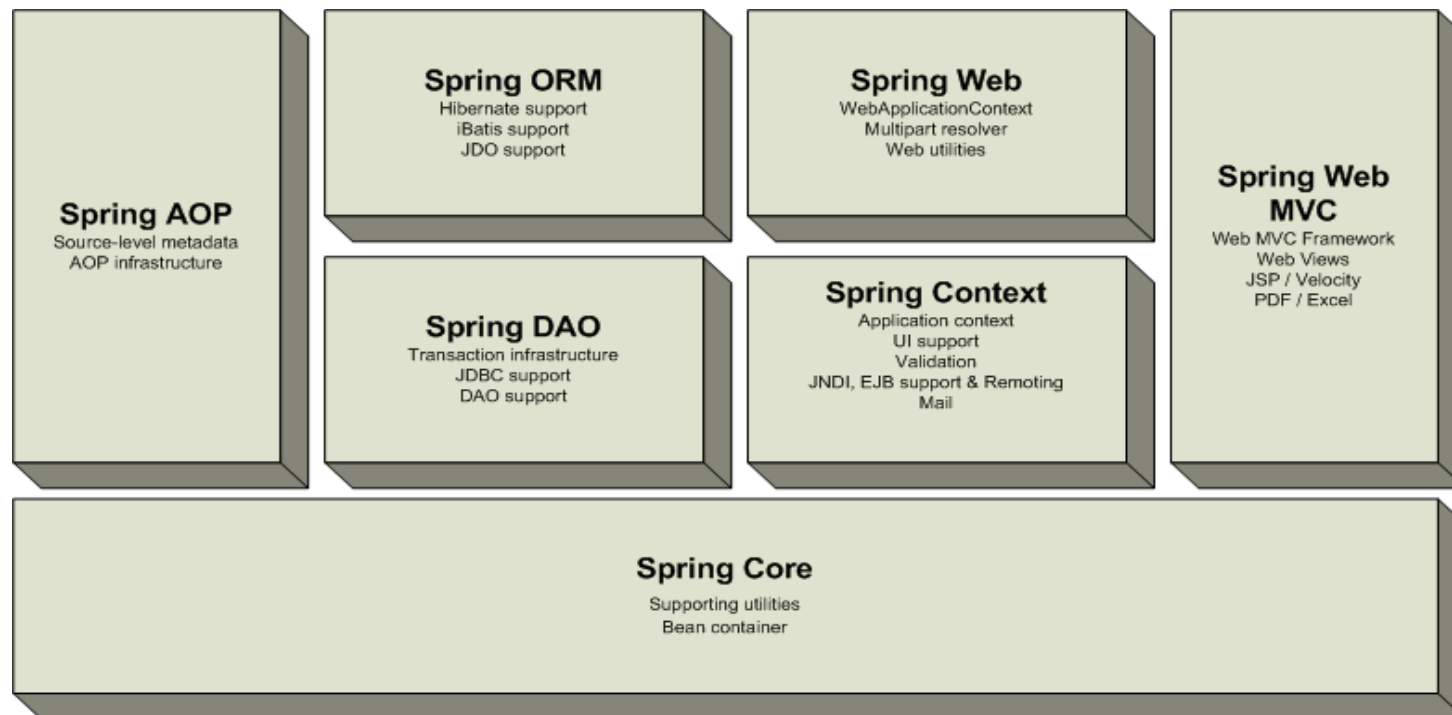 Spring AOP
Source-level metadata
AOP infrastructure
Spring ORM
Hibernate support
iBatis support
JDO support
Spring DAO
Transaction infrastructure
JDBC support
DAO support
Spring Web
WebApplicationContext
Multipart resolver
Web utilities
Spring Context
Application context
UI support
Validation
JNDI, EJB support & Remoting
Mail
Spring Web
MVC
Web MVC Framework
Web Views
JSP / Velocity
PDF / Excel
Spring Core
Supporting utilities
Bean container